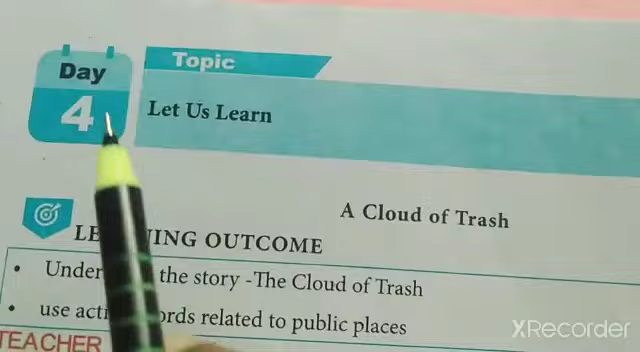 Day
4
Topic
Let Us Learn
A Cloud of Trash
LE NING OUTCOME
• Under the story -The Cloud of Trash
• use acti ords related to public places
TEACHER
XRecorder